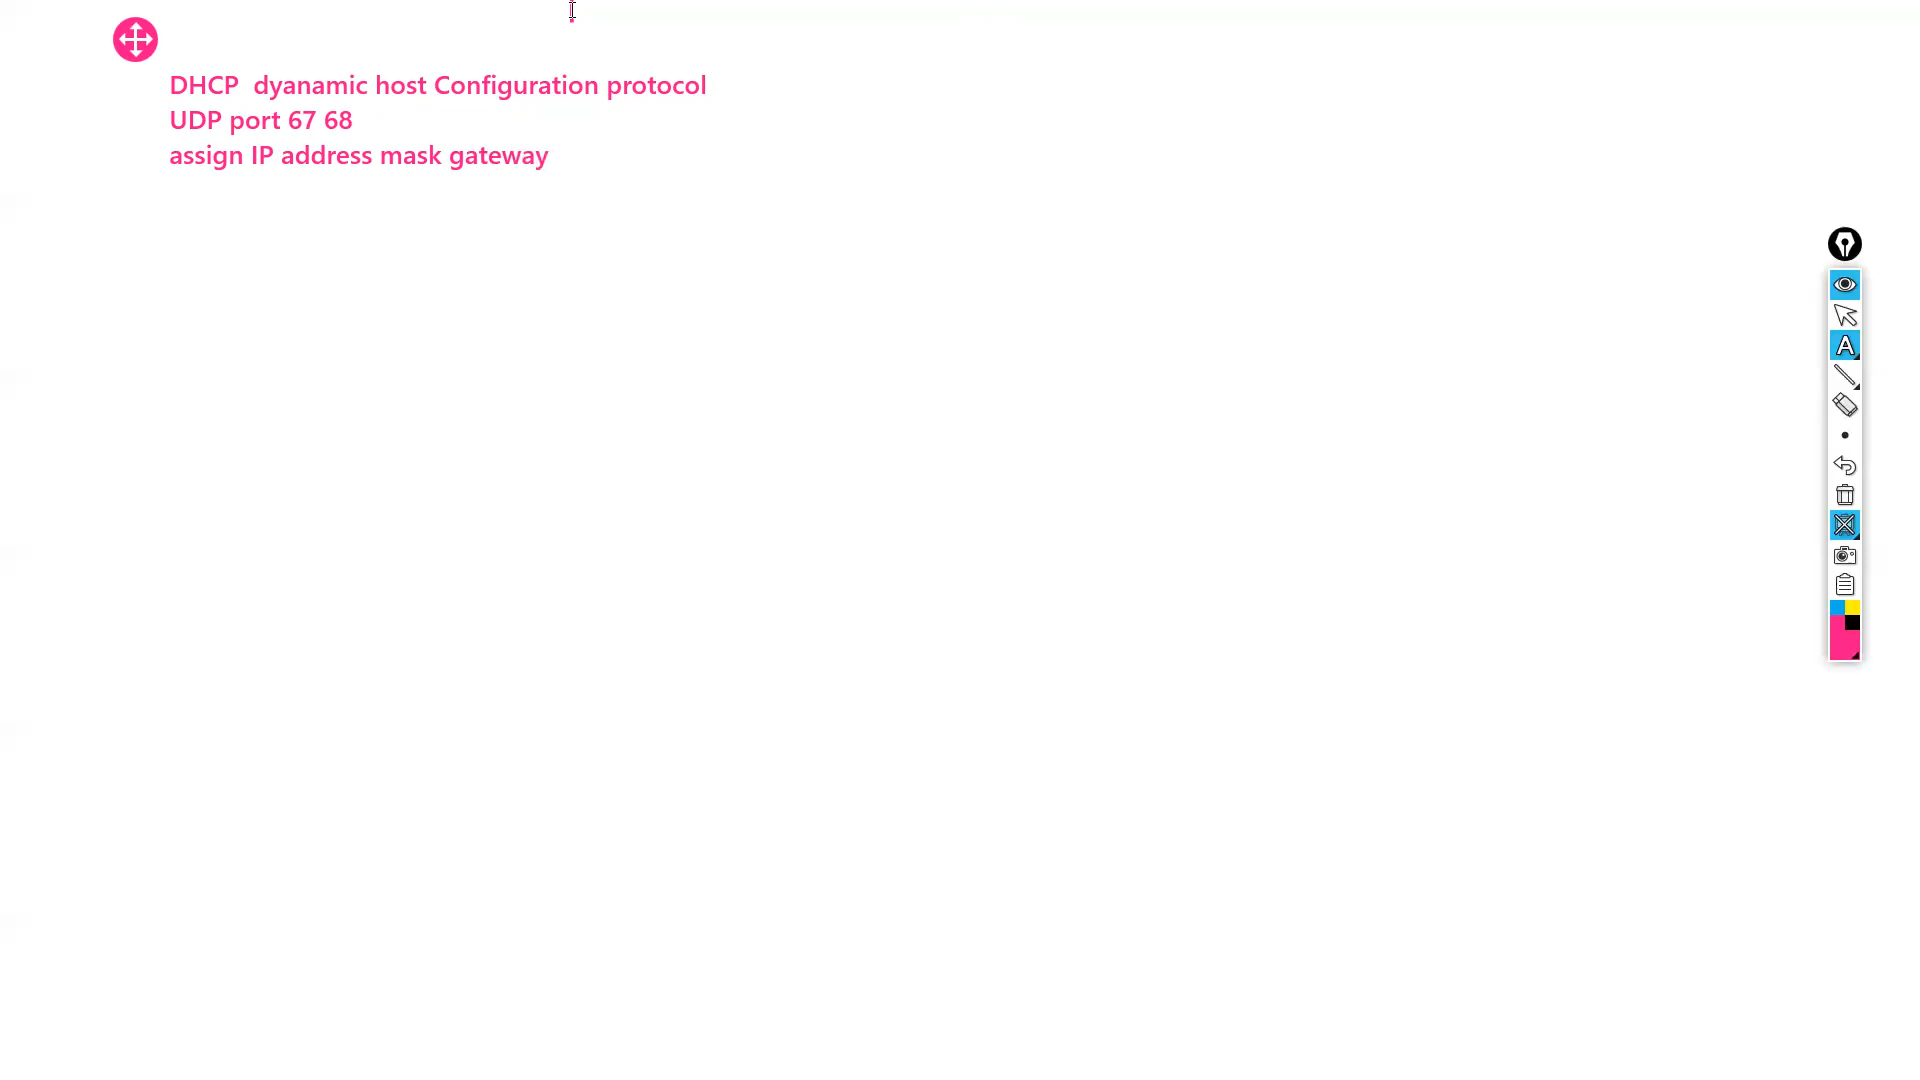 DHCP  dyanamic host Configuration protocol
UDP port 67 68
assign IP address mask gateway